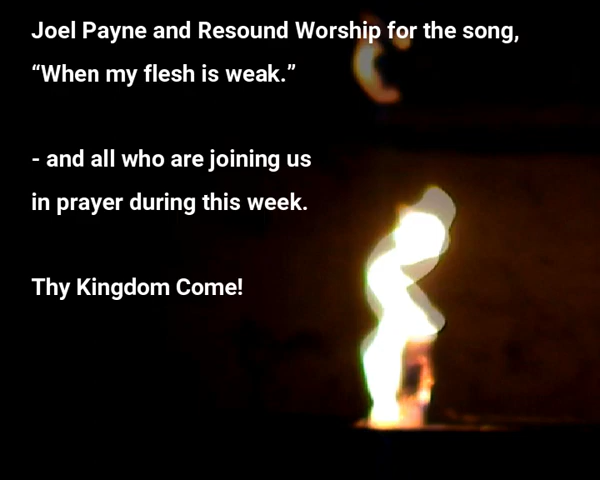 Joel Payne and Resound Worship for the song,
“When my flesh is weak.”
- and all who are joining us
in prayer during this week.
Thy Kingdom Come!